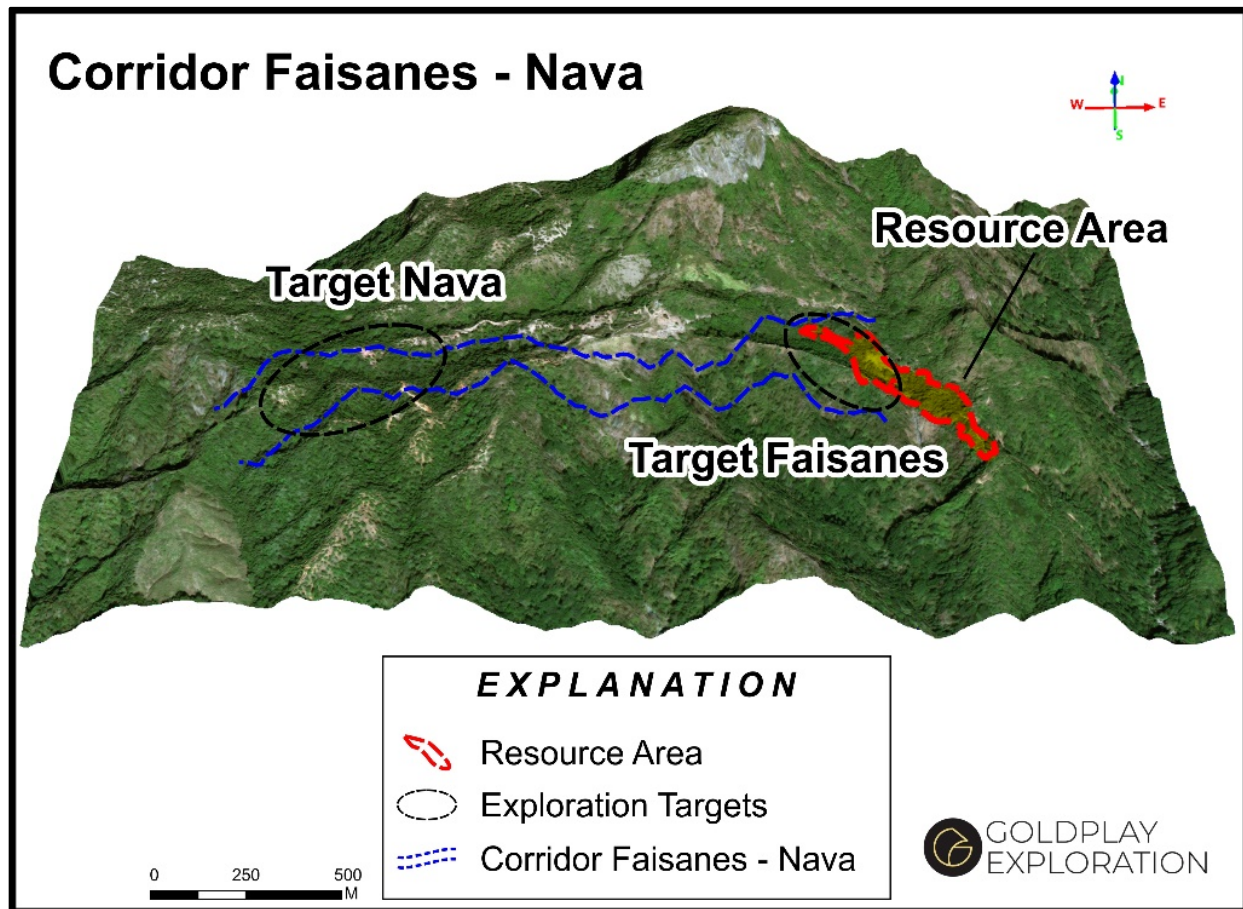 Corridor Faisanes - Nava
N
W E
S
Resource Area
Target Nava
Target Faisanes
EXPLANATION
Resource Area
Exploration Targets
Corridor Faisanes - Nava
0 250 500
M
GOLDPLAY
EXPLORATION